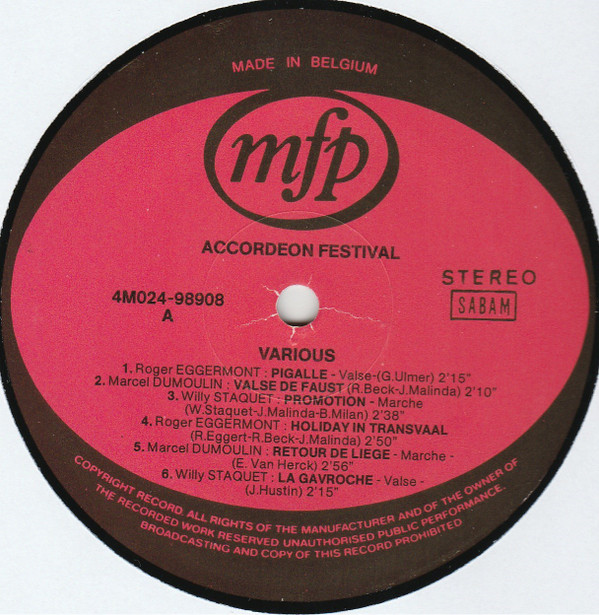 MADE IN BELGIUM
mfp
ACCORDEON FESTIVAL
STEREO
4M024-98908
SABAM
A
VARIOUS
1. Roger EGGERMONT : PIGALLE - Valse-(G.Ulmer) 2'15"
2. Marcel DUMOULIN : VALSE DE FAUST (R.Beck-J.Malinda) 2'10"
3. Willy STAQUET : PROMOTION - Marche
(W.Staquet-J.Malinda-B.Milan) 2'38"
4. Roger EGGERMONT : HOLIDAY IN TRANSVAAL
(R.Eggert-R.Beck-J.Malinda) 2'50"
5. Marcel DUMOULIN : RETOUR DE LIEGE - Marche -
(E. Van Herck) 2'56"
6. Willy STAQUET : LA GAVROCHE - Valse -
(J.Hustin) 2'15"
COPYRIGHT RECORD. ALL RIGHTS OF THE MANUFACTURER AND OF THE OWNER OF
THE RECORDED WORK RESERVED UNAUTHORISED PUBLIC PERFORMANCE.
BROADCASTING AND COPY OF THIS RECORD PROHIBITED